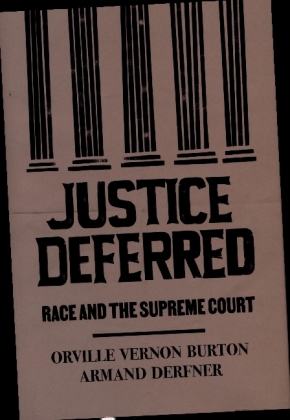 JUSTICE
DEFERRED
RACE AND THE SUPREME COURT
ORVILLE VERNON BURTON
ARMAND DERFNER